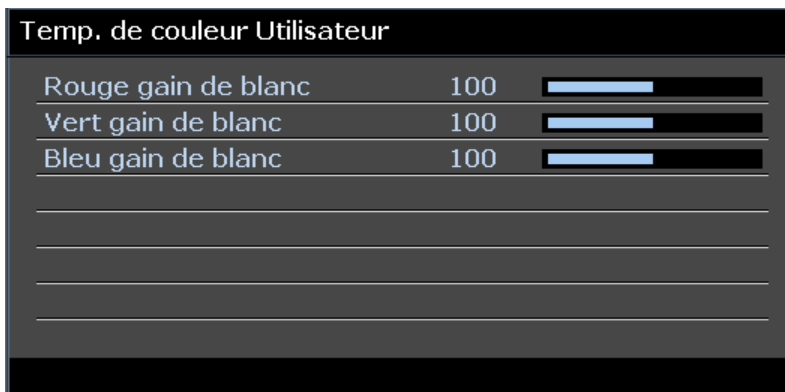 Temp. de couleur Utilisateur
Rouge gain de blanc 100
Vert gain de blanc 100
Bleu gain de blanc 100